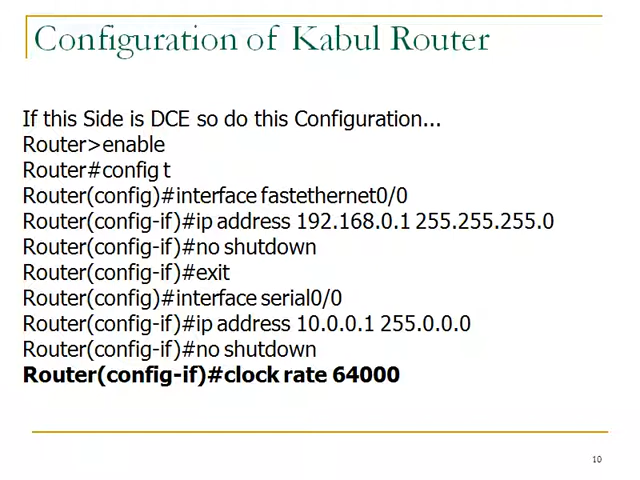 Configuration of Kabul Router
If this Side is DCE so do this Configuration...
Router>enable
Router#config t
Router(config)#interface fastethernet0/0
Router(config-if)#ip address 192.168.0.1 255.255.255.0
Router(config-if)#no shutdown
Router(config-if)#exit
Router(config)#interface serial0/0
Router(config-if)#ip address 10.0.0.1 255.0.0.0
Router(config-if)#no shutdown
Router(config-if)#clock rate 64000
10